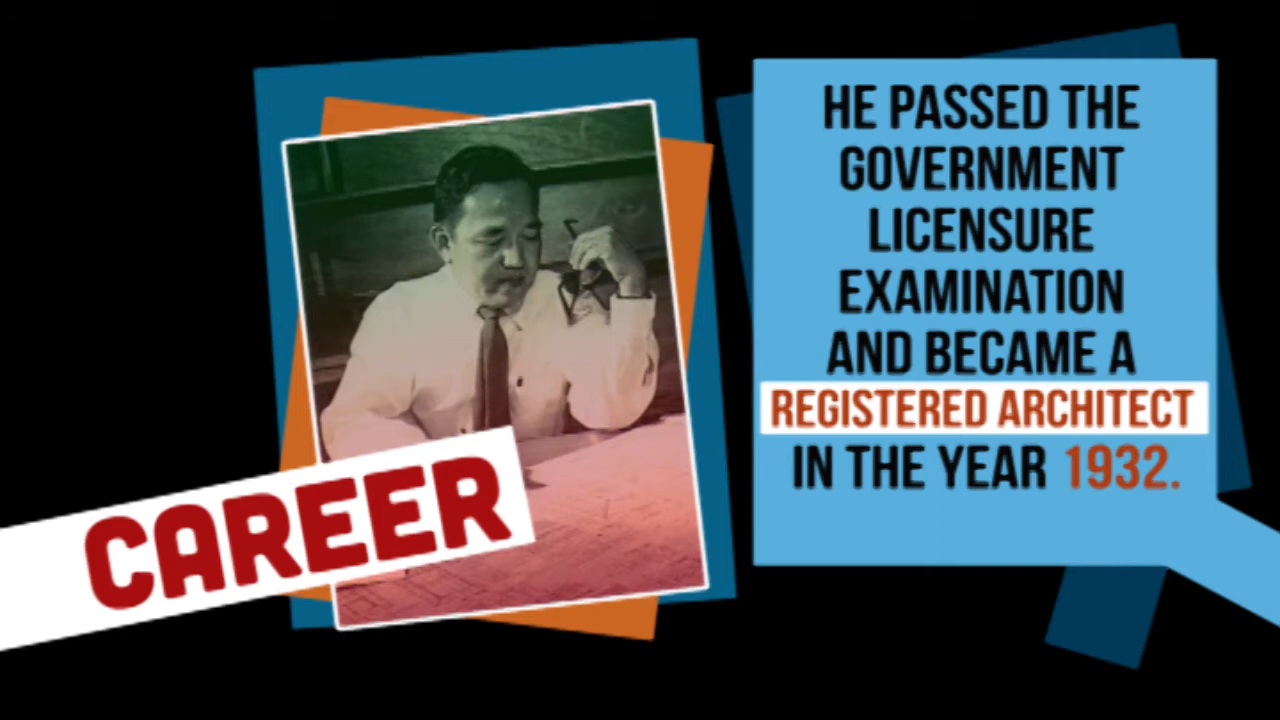 CAREER
HE PASSED THE
GOVERNMENT
LICENSURE
EXAMINATION
AND BECAME A
REGISTERED ARCHITECT
IN THE YEAR 1932.